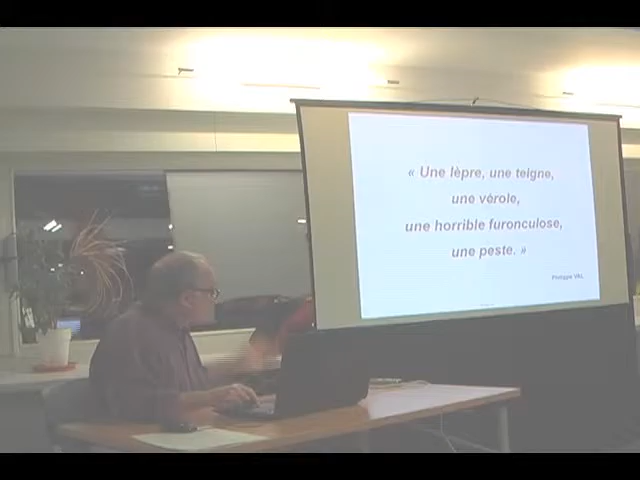 « Une lèpre, une teigne,
une vérole,
une horrible furonculose,
une peste. »
Philippe VAL